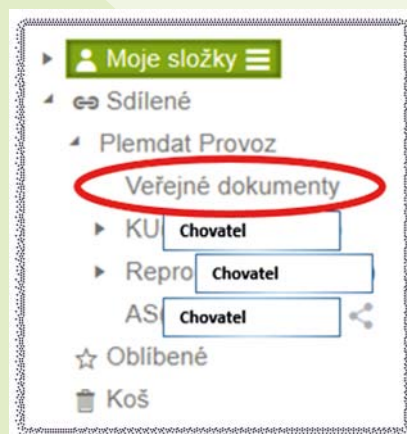 Moje složky
Sdílené
Plemdat Provoz
Veřejné dokumenty
KU Chovatel
Repro Chovatel
AS( Chovatel
Oblíbené
Koš